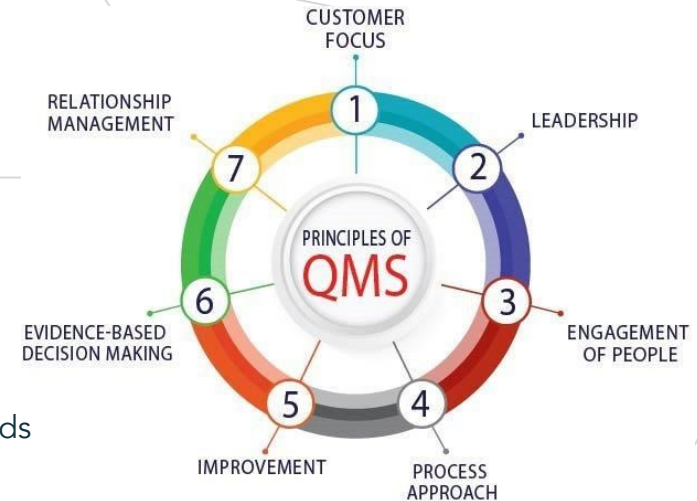 CUSTOMER
FOCUS
1
LEADERSHIP
2
3
ENGAGEMENT
OF PEOPLE
4
PROCESS
APPROACH
5
IMPROVEMENT
6
EVIDENCE-BASED
DECISION MAKING
7
RELATIONSHIP
MANAGEMENT
PRINCIPLES OF
QMS
ds